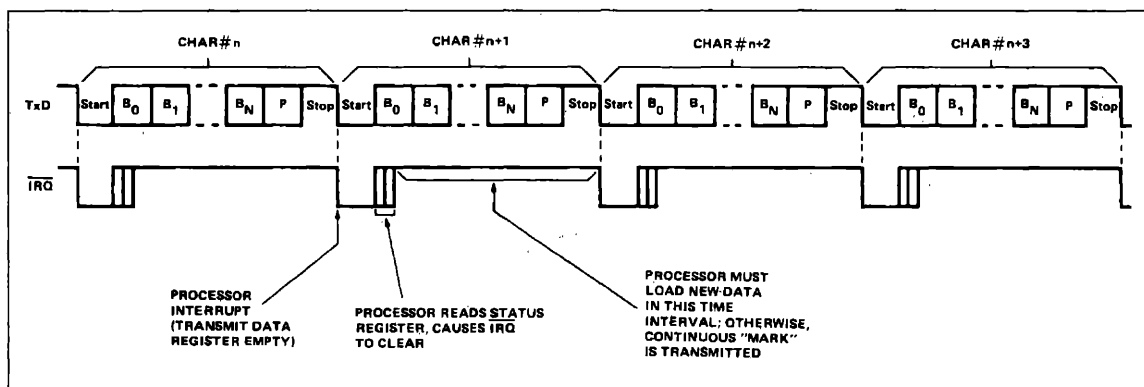 CHAR#n CHAR#n+1 CHAR#n+2 CHAR#n+3
TxD Start B0 B1 BN P Stop Start B0 B1 BN P Stop Start B0 B1 BN P Stop Start B0 B1 BN P Stop
IRQ
PROCESSOR
INTERRUPT
(TRANSMIT DATA
REGISTER EMPTY)
PROCESSOR READS STATUS
REGISTER, CAUSES IRQ
TO CLEAR
PROCESSOR MUST
LOAD NEW DATA
IN THIS TIME
INTERVAL; OTHERWISE,
CONTINUOUS "MARK"
IS TRANSMITTED